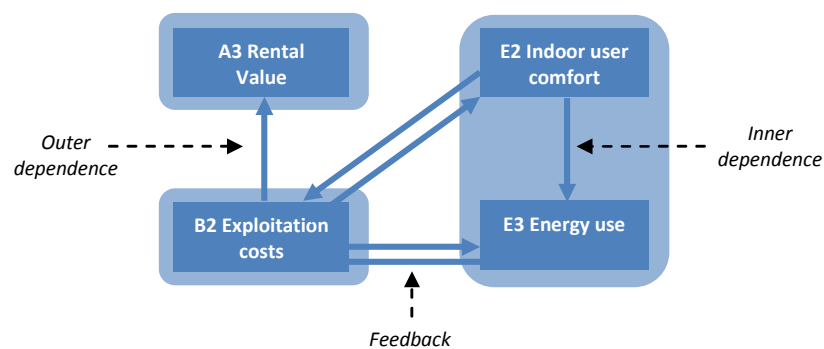 A3 Rental
Value
E2 Indoor user
comfort
Outer
dependence
Inner
dependence
B2 Exploitation
costs
E3 Energy use
Feedback